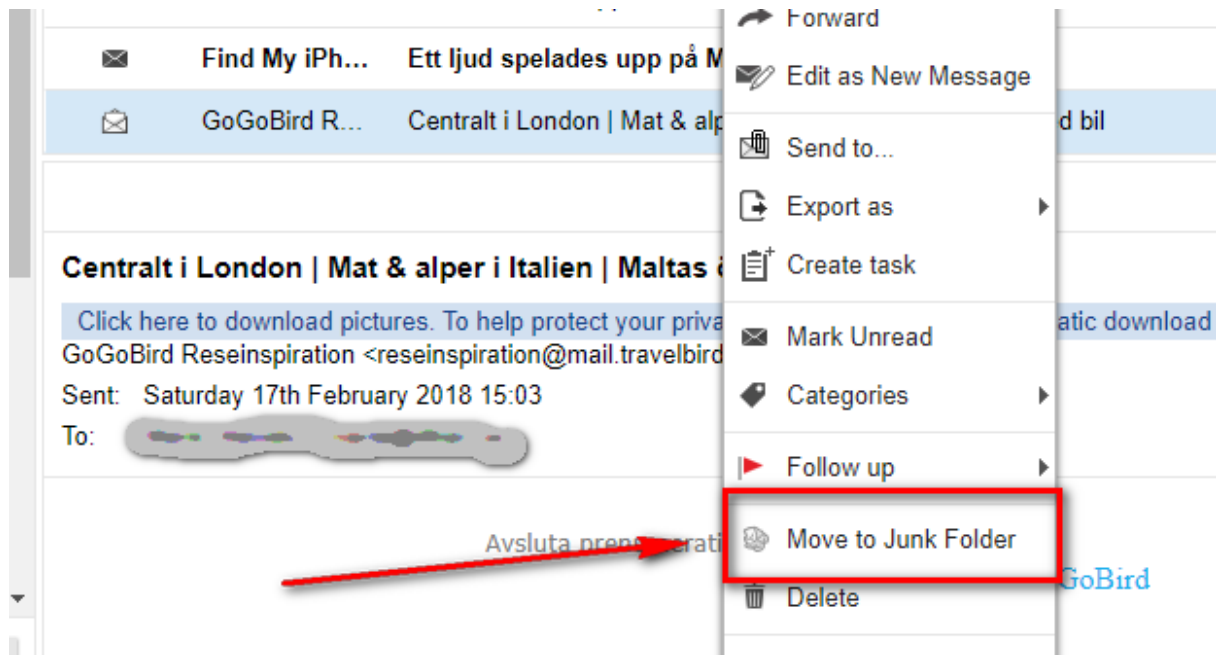 Forward
Find My iPh... Ett ljud spelades upp på M
Edit as New Message
GoGoBird R... Centralt i London | Mat & alp d bil
Send to...
Export as
Centralt i London | Mat & alper i Italien | Maltas
Create task
Click here to download pictures. To help protect your priva atic download
Mark Unread
GoGoBird Reseinspiration <reseinspiration@mail.travelbird
Sent: Saturday 17th February 2018 15:03
Categories
To:
Follow up
Avsluta
Move to Junk Folder
GoBird
Delete